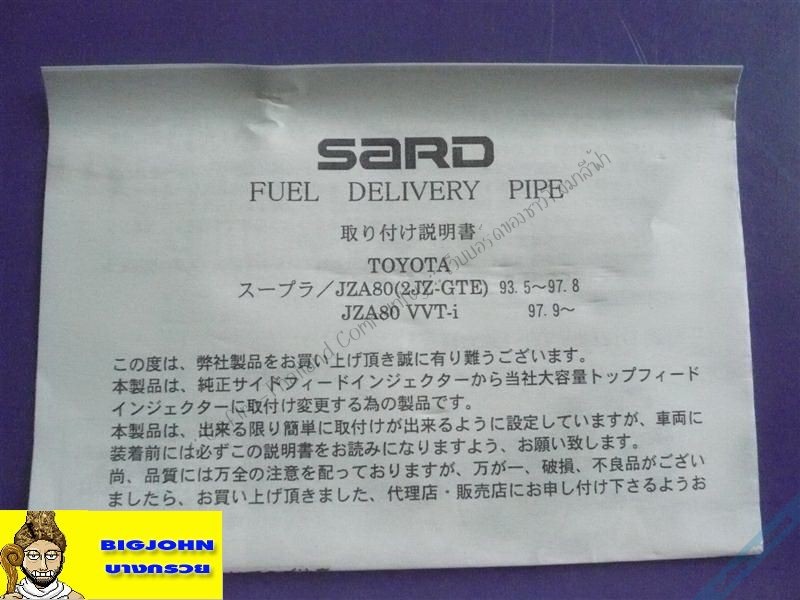 SARD
FUEL DELIVERY PIPE
取り付け説明書
TOYOTA
スープラ／JZA80(2JZ-GTE) 93.5～97.8
JZA80 VVT-i 97.9～
この度は、弊社製品をお買い上げ頂き誠に有り難うございます。
本製品は、純正サイドフィードインジェクターから当社大容量トップフィード
インジェクターに取付け変更する為の製品です。
本製品は、出来る限り簡単に取付けが出来るように設定していますが、車両に
装着前には必ずこの説明書をお読みになりますよう、お願い致します。
尚、品質には万全の注意を配っておりますが、万が一、破損、不良品がござい
ましたら、お買い上げ頂きました、代理店・販売店にお申し付け下さるようお
BIGJOHN
บางกรวย